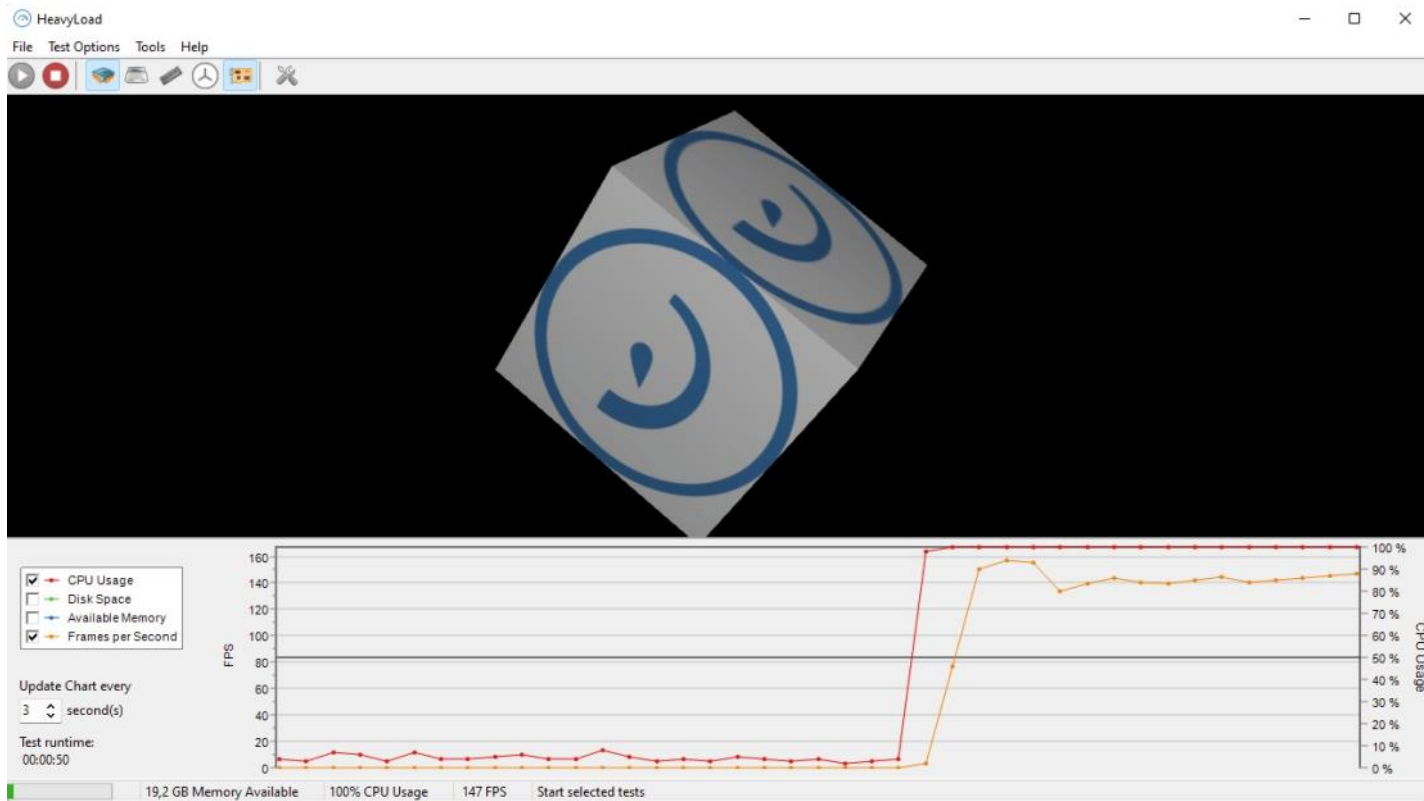 HeavyLoad
File Test Options Tools Help
160
140
120
100
80
60
40
20
0
FPS
100 %
90 %
80 %
70 %
60 %
50 %
40 %
30 %
20 %
10 %
0 %
CPU Usage
CPU Usage
Disk Space
Available Memory
Frames per Second
Update Chart every
3 second(s)
Test runtime:
00:00:50
19,2 GB Memory Available 100% CPU Usage 147 FPS Start selected tests